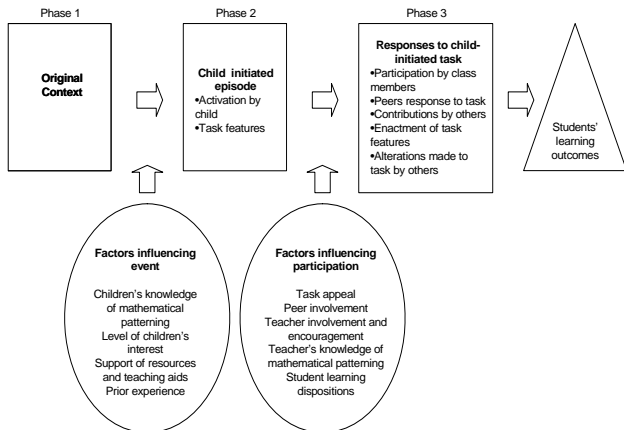 Phase 1
Phase 2
Phase 3
Original
Context
Child initiated
episode
•Activation by
child
•Task features
Responses to child-
initiated task
•Participation by class
members
•Peers response to task
•Contributions by others
•Enactment of task
features
•Alterations made to
task by others
Students'
learning
outcomes
Factors influencing
event
Children's knowledge
of mathematical
patterning
Level of children's
interest
Support of resources
and teaching aids
Prior experience
Factors influencing
participation
Task appeal
Peer involvement
Teacher involvement and
encouragement
Teacher's knowledge of
mathematical patterning
Student learning
dispositions